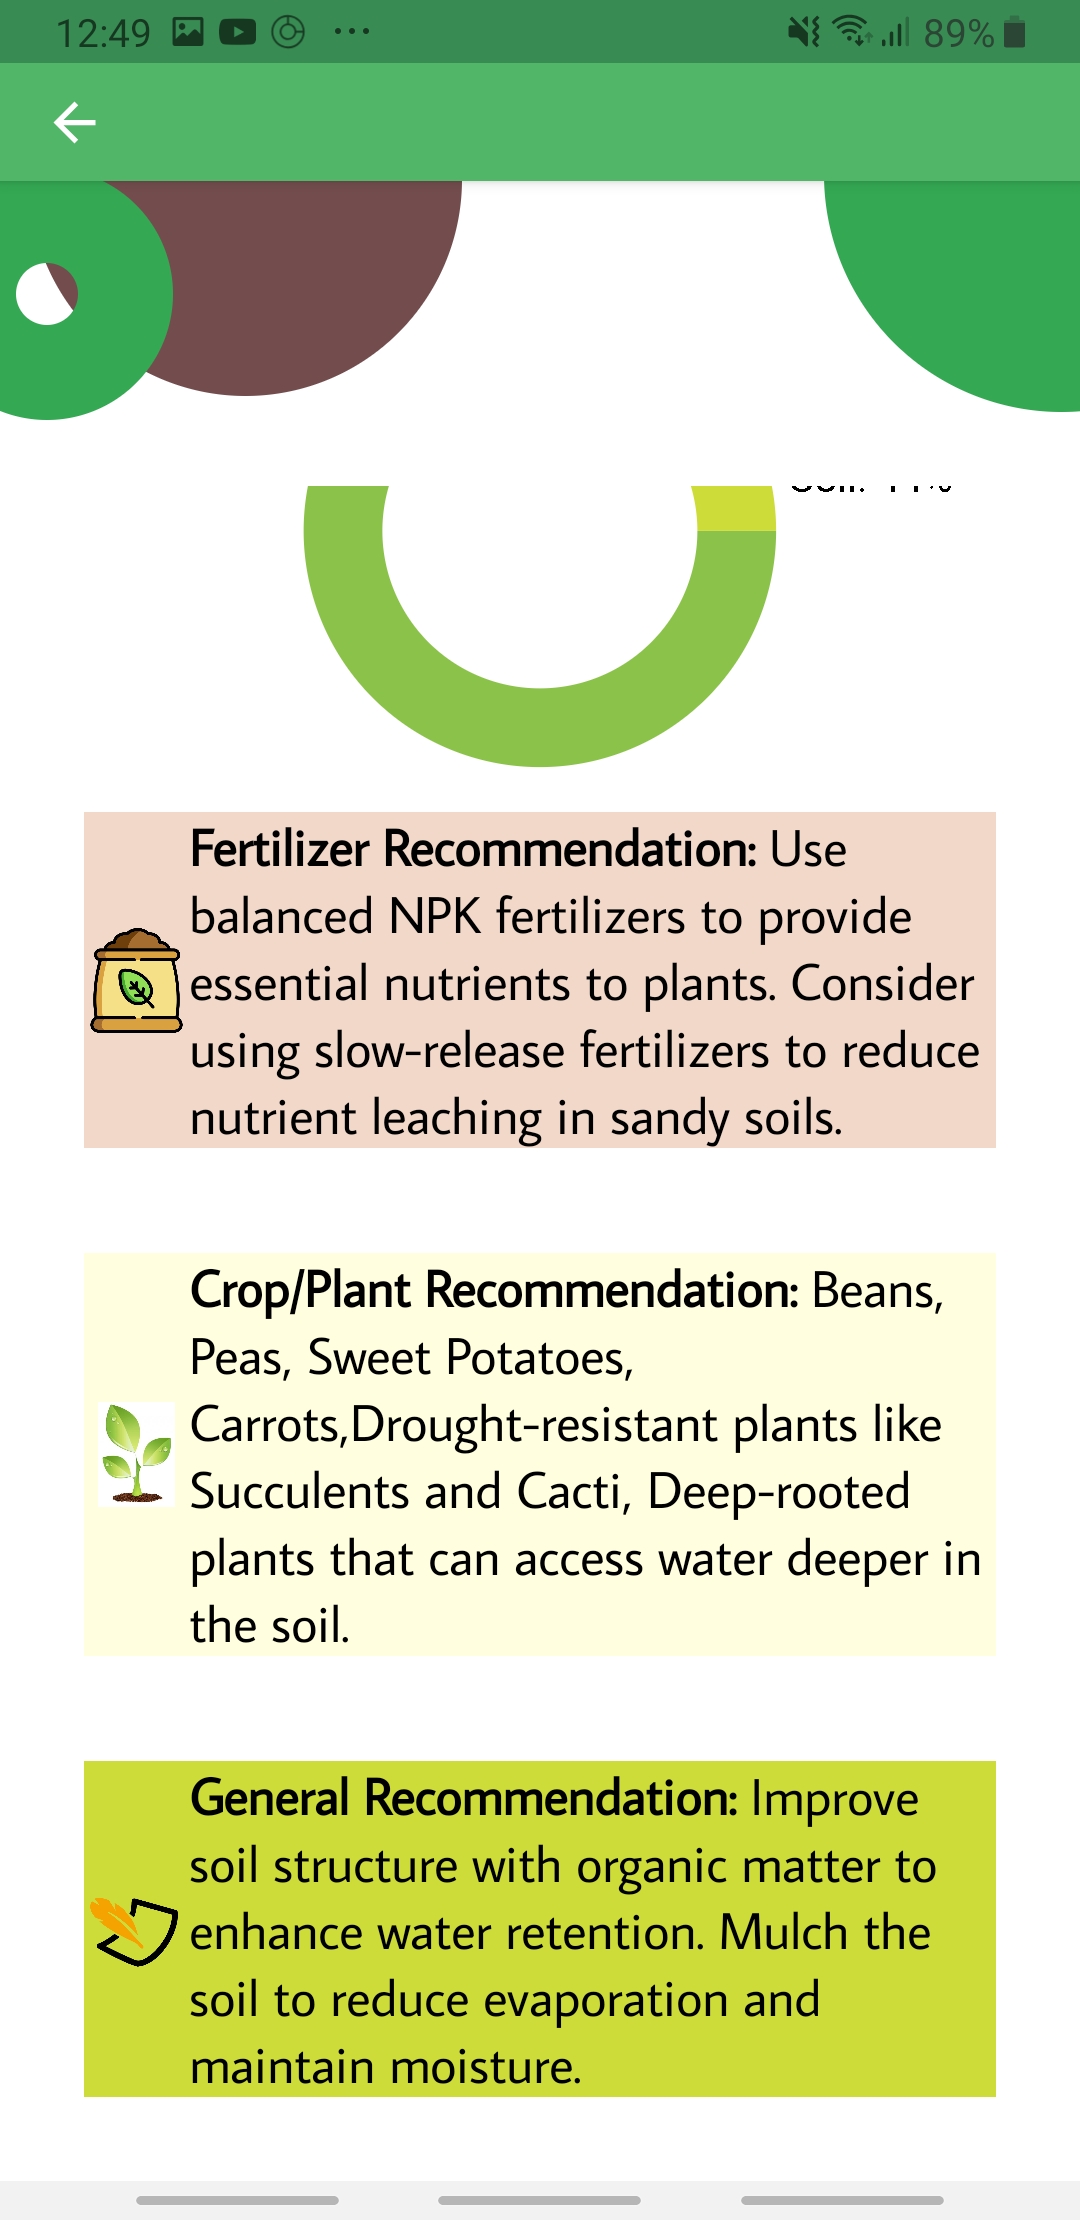 12:49
89%
Fertilizer Recommendation: Use
balanced NPK fertilizers to provide
essential nutrients to plants. Consider
using slow-release fertilizers to reduce
nutrient leaching in sandy soils.
Crop/Plant Recommendation: Beans,
Peas, Sweet Potatoes,
Carrots,Drought-resistant plants like
Succulents and Cacti, Deep-rooted
plants that can access water deeper in
the soil.
General Recommendation: Improve
soil structure with organic matter to
enhance water retention. Mulch the
soil to reduce evaporation and
maintain moisture.